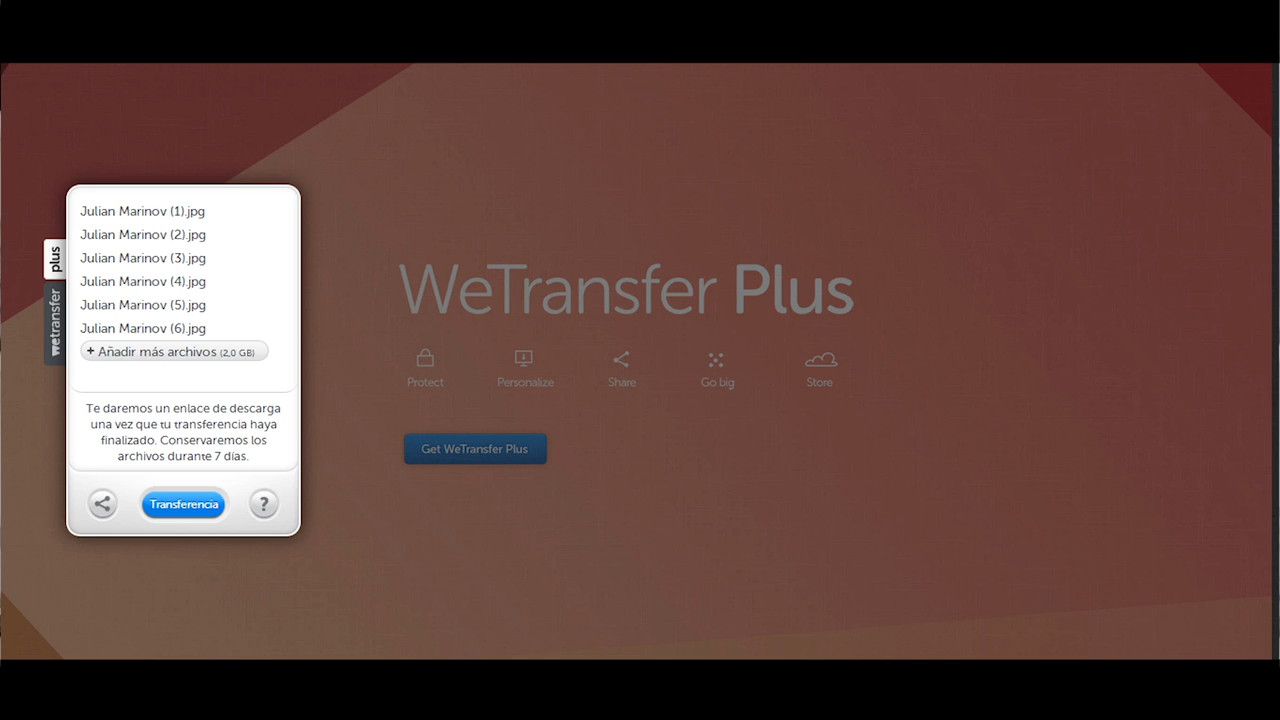 Julian Marinov (1).jpg
Julian Marinov (2).jpg
Julian Marinov (3).jpg
Julian Marinov (4).jpg
Julian Marinov (5).jpg
Julian Marinov (6).jpg
+ Añadir más archivos (2,0 GB)
Te daremos un enlace de descarga
una vez que tu transferencia haya
finalizado. Conservaremos los
archivos durante 7 días.
Transferencia
?
plus
wetransfer
WeTransfer Plus
Protect
Personalize
Share
Go big
Store
Get WeTransfer Plus